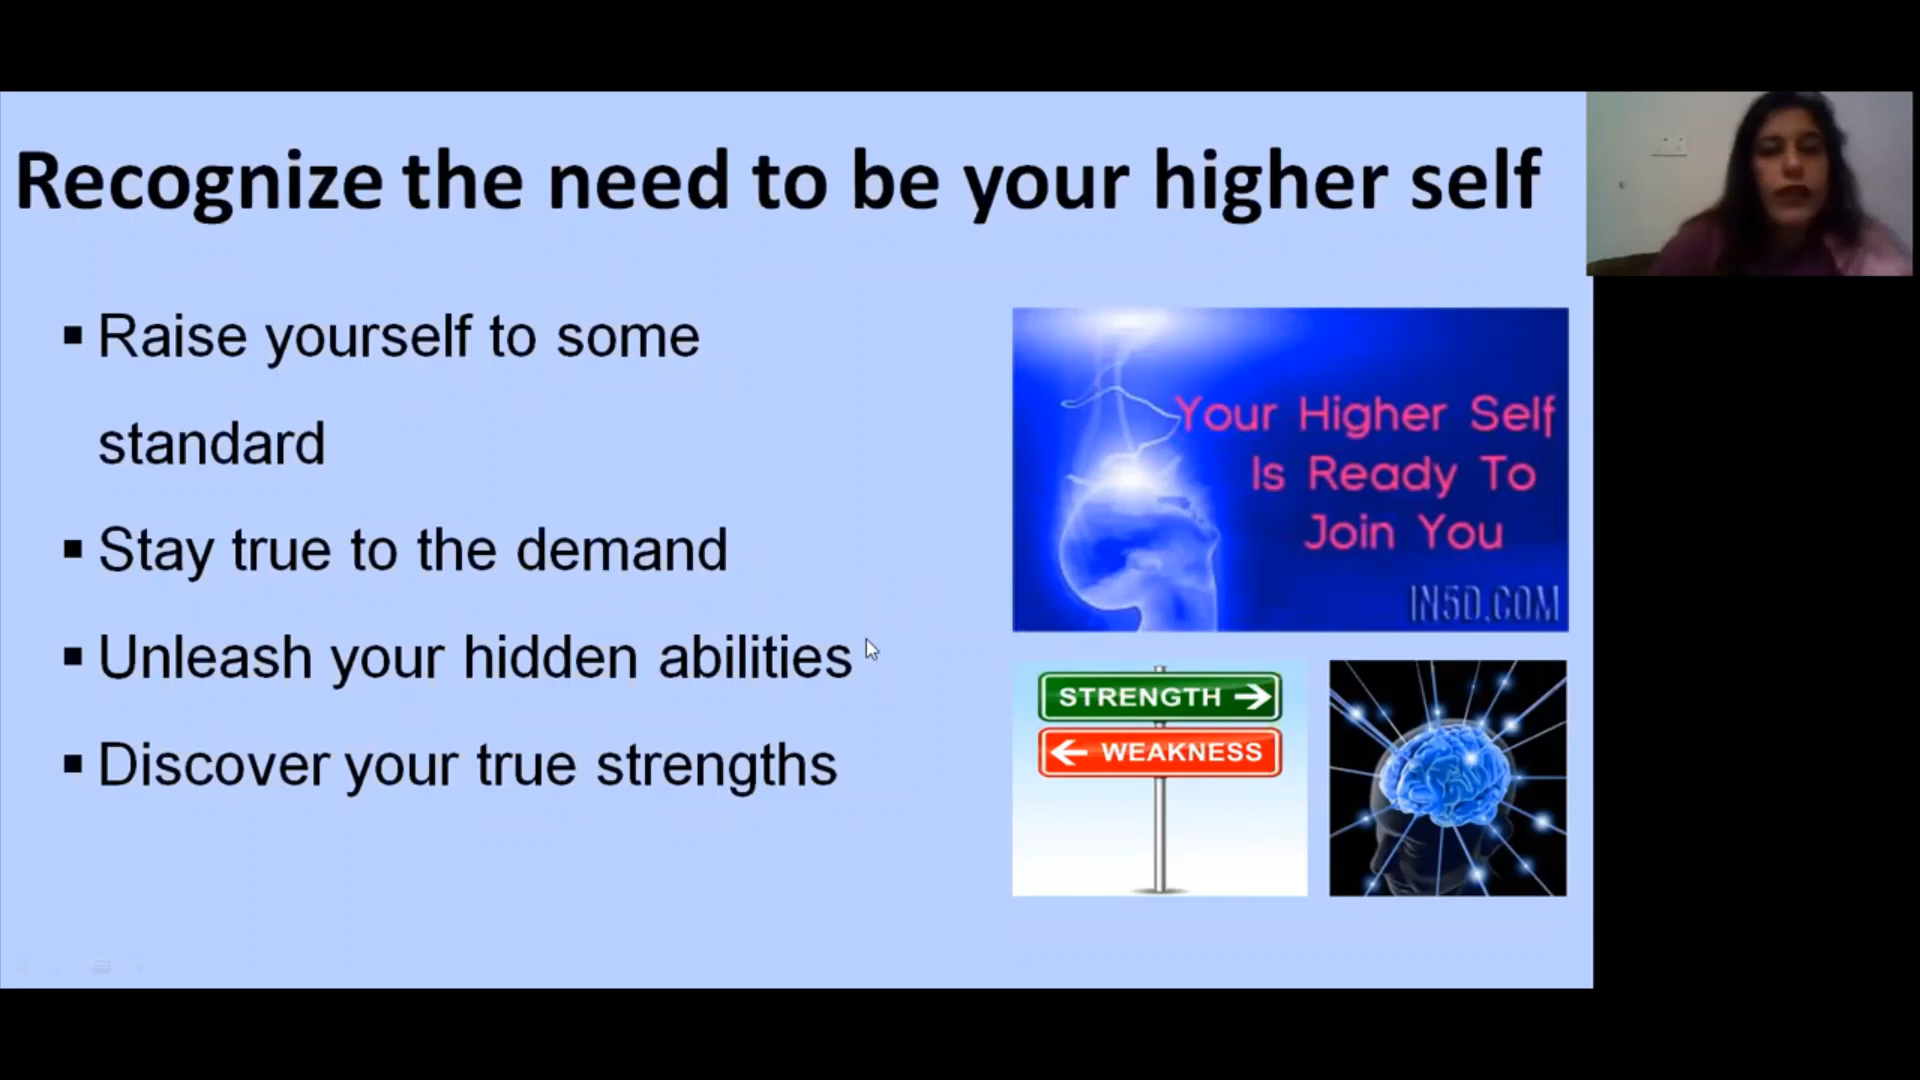 Recognize the need to be your higher self
▪ Raise yourself to some
standard
▪ Stay true to the demand
▪ Unleash your hidden abilities
▪ Discover your true strengths
Your Higher Self
Is Ready To
Join You
IN5D.COM
STRENGTH →
← WEAKNESS